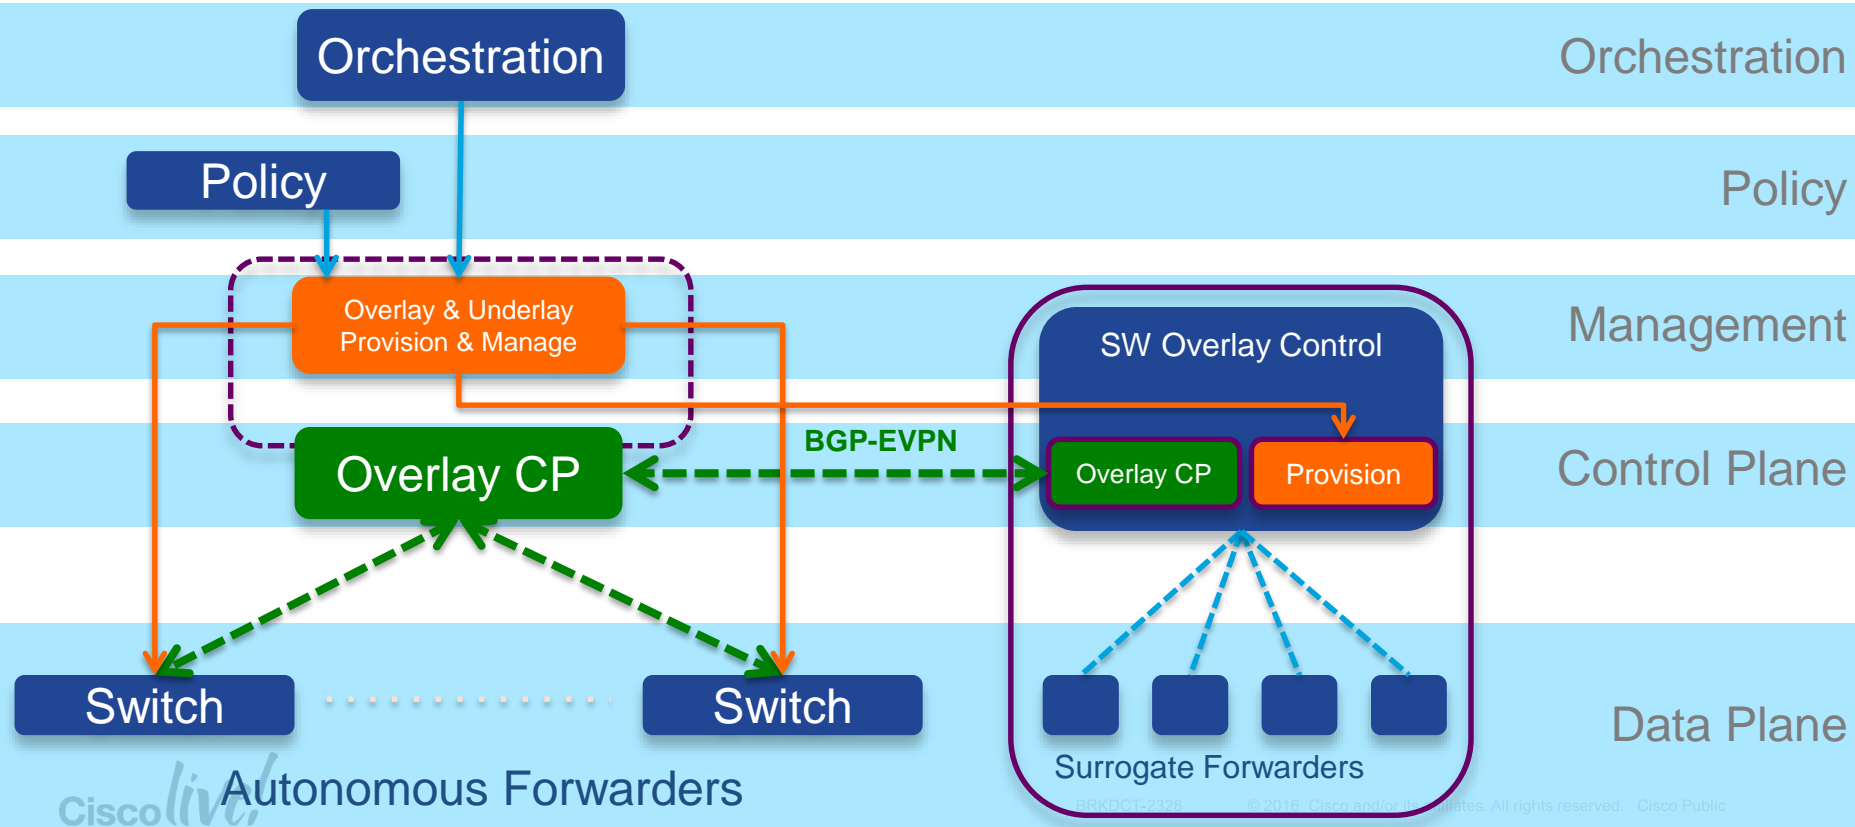 Orchestration
Orchestration
Policy
Policy
Overlay & Underlay
Provision & Manage
SW Overlay Control
Management
BGP-EVPN
Overlay CP
Overlay CP
Provision
Control Plane
Switch
Switch
Data Plane
Autonomous Forwarders
Surrogate Forwarders
Cisco live!
BRKDCT-2328
© 2016 Cisco and/or its affiliates. All rights reserved. Cisco Public